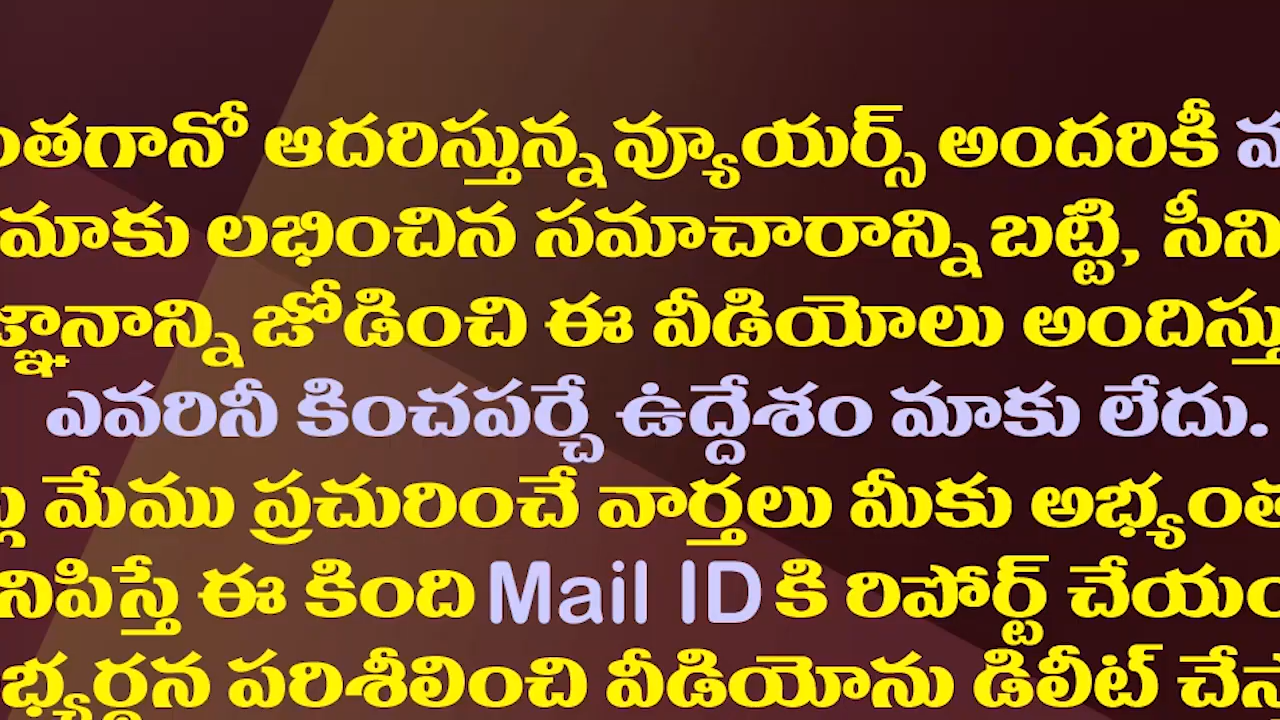 ఆదరిస్తున్న వ్యూయర్స్ అందరికీ
మాకు లభించిన సమాచారాన్ని బట్టి,
జోడించి ఈ వీడియోలు
ఎవరినీ కించపర్చే ఉద్దేశం మాకు లేదు.
మేము ప్రచురించే వార్తలు మీకు
ఈ కింది Mail ID కి రిపోర్ట్
పరిశీలించి వీడియోను డిలీట్